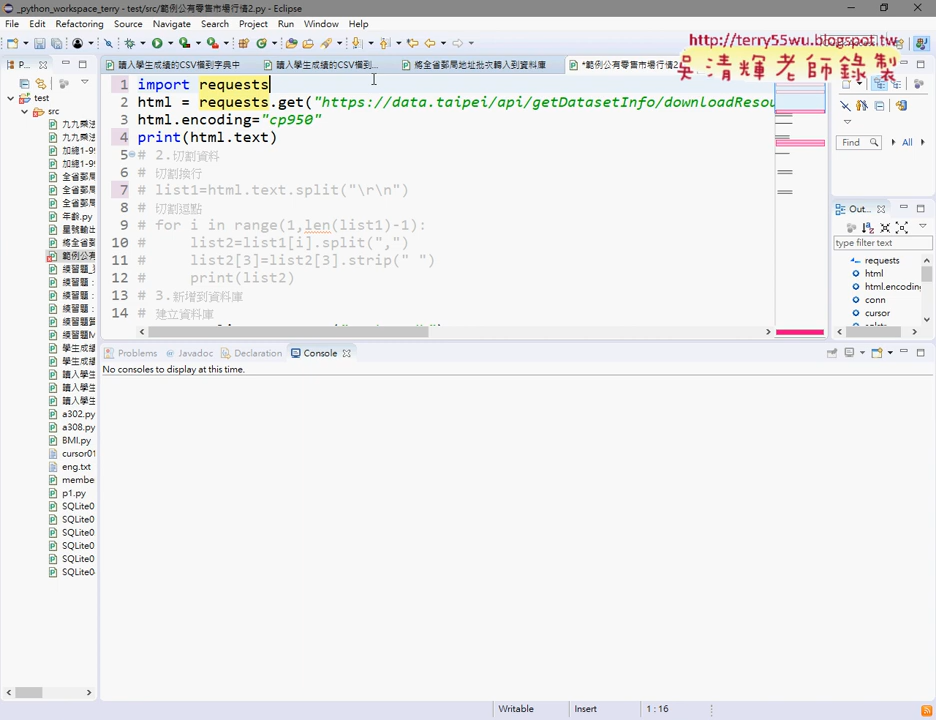 _python_workspace_terry - test/src/範例公有零售市場行情2.py - Eclipse
File Edit Refactoring Source Navigate Search Project Run Window Help
http://terry55wu.blogspot.tw
吳清輝老師錄製
讀入學生成績的CSV檔到字典中
讀入學生成績的CSV檔到...
將全省郵局地址批次轉入到資料庫
*範例公有零售市場行情2
P...
test
src
九九乘法
九九乘法
加總1-99
加總1-99
全省郵局
全省郵局
年齡.py
星號輸出
將全省郵
範例公有
練習題_
練習題：
練習題：
練習題：
練習題：
練習題質
練習題M
學生成績
學生成績
讀入學生
讀入學生
讀入學生
a302.py
a308.py
BMI.py
cursor01
eng.txt
membe
p1.py
SQLite0
SQLite0
SQLite0
SQLite0
SQLite0
1 import requests
2 html = requests.get("https://data.taipei/api/getDatasetInfo/downloadResou
3 html.encoding="cp950"
4 print(html.text)
5 # 2.切割資料
6 # 切割換行
7 # list1=html.text.split("\r\n")
8 # 切割逗點
9 # for i in range(1,len(list1)-1):
10 # list2=list1[i].split(",")
11 # list2[3]=list2[3].strip(" ")
12 # print(list2)
13 # 3.新增到資料庫
14 # 建立資料庫
Find All
Out...
type filter text
requests
html
html.encoding
conn
cursor
Problems Javadoc Declaration Console
No consoles to display at this time.
Writable Insert 1 : 16